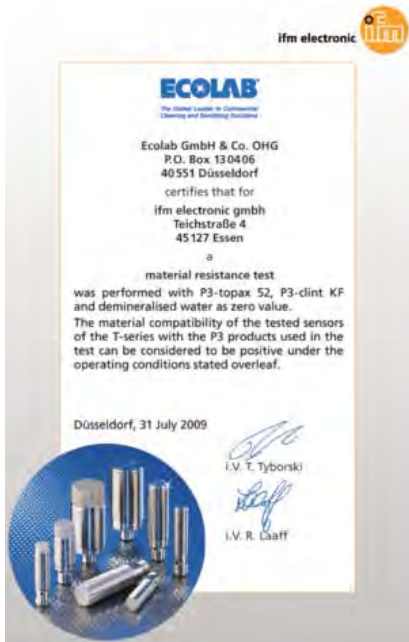 ifm electronic
ifm
ECOLAB
The Global Leader in Commercial
Cleaning and Sanitizing Solutions
Ecolab GmbH & Co. OHG
P.O. Box 130406
40551 Düsseldorf
certifies that for
ifm electronic gmbh
Teichstraße 4
45127 Essen
a
material resistance test
was performed with P3-topax 52, P3-clint KF
and demineralised water as zero value.
The material compatibility of the tested sensors
of the T-series with the P3 products used in the
test can be considered to be positive under the
operating conditions stated overleaf.
Düsseldorf, 31 July 2009
i.V. T. Tyborski
i.V. R. Laaff